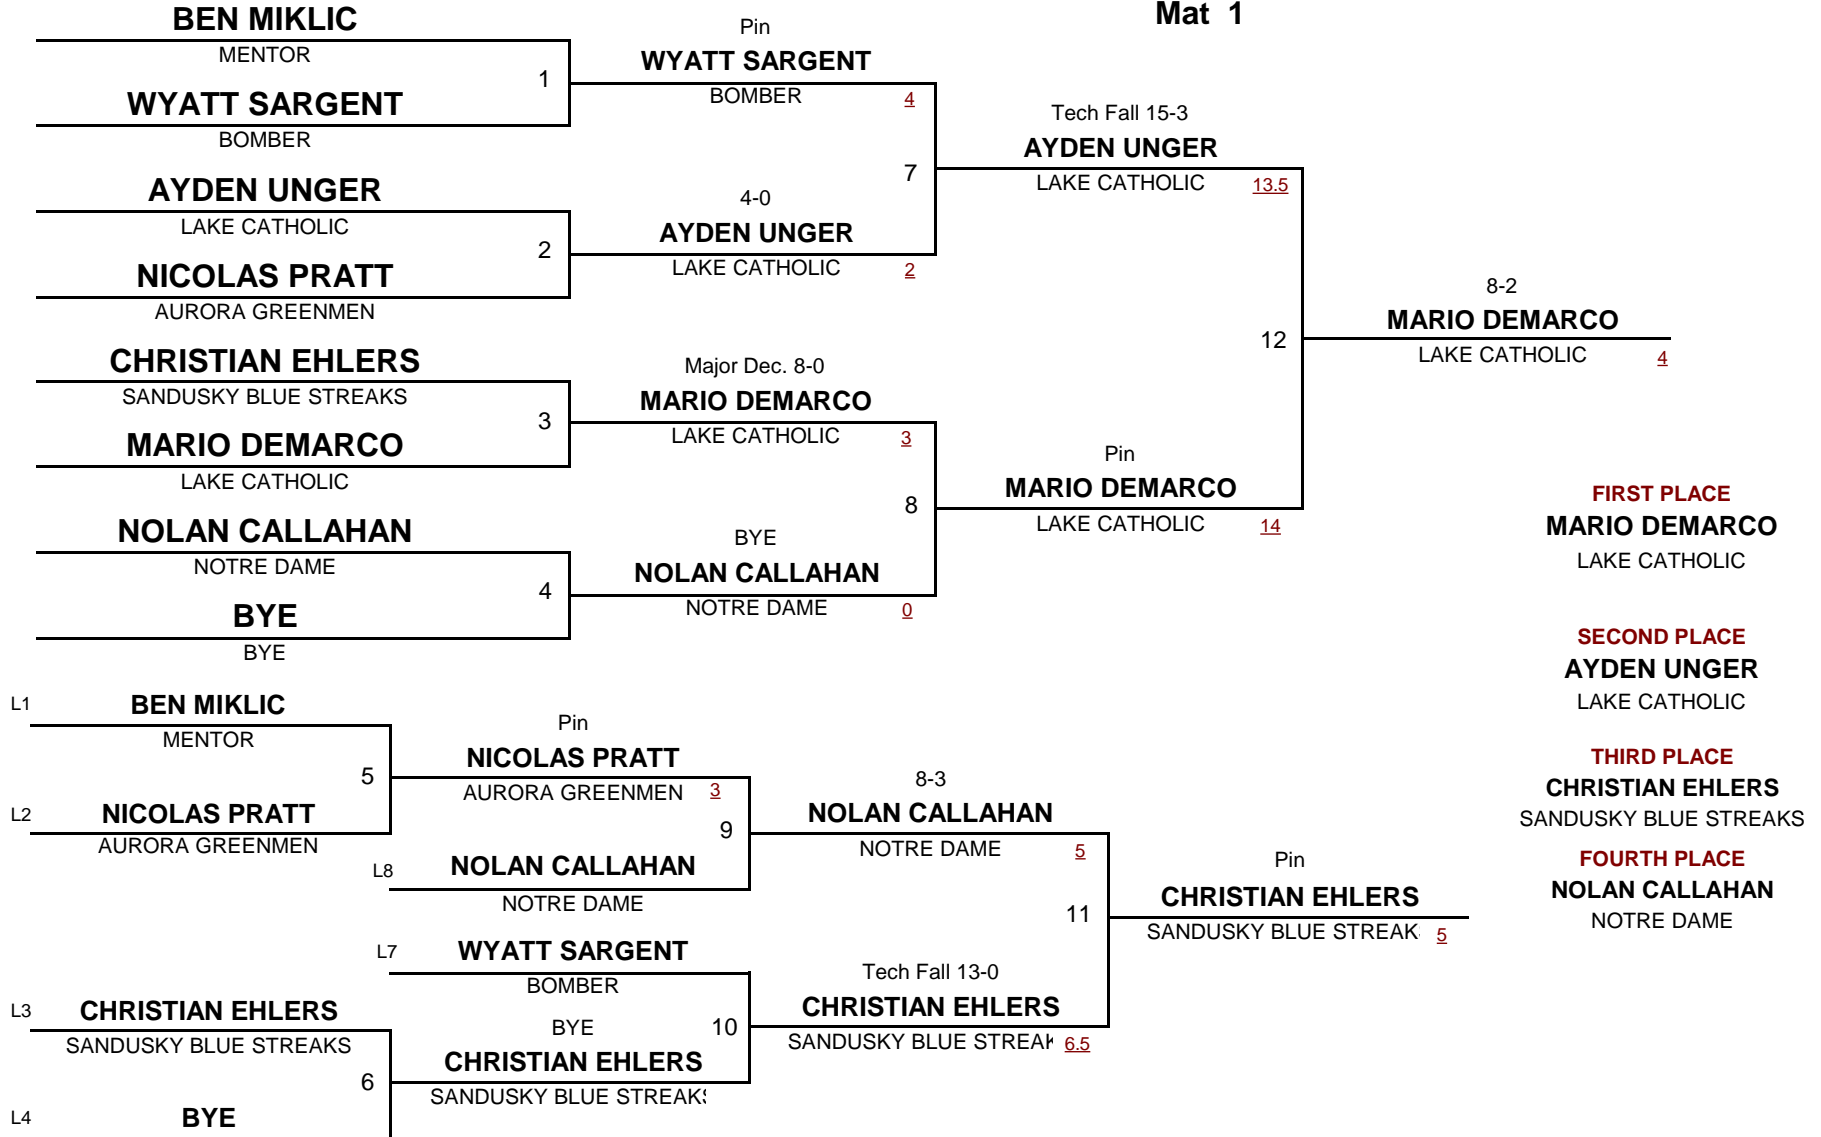 Mat 1
BEN MIKLIC
MENTOR
1
WYATT SARGENT
BOMBER
AYDEN UNGER
LAKE CATHOLIC
2
NICOLAS PRATT
AURORA GREENMEN
CHRISTIAN EHLERS
SANDUSKY BLUE STREAKS
3
MARIO DEMARCO
LAKE CATHOLIC
NOLAN CALLAHAN
NOTRE DAME
4
BYE
BYE
Pin
WYATT SARGENT
BOMBER 4
7
4-0
AYDEN UNGER
LAKE CATHOLIC 2
Major Dec. 8-0
MARIO DEMARCO
LAKE CATHOLIC 3
8
BYE
NOLAN CALLAHAN
NOTRE DAME 0
Tech Fall 15-3
AYDEN UNGER
LAKE CATHOLIC 13.5
12
Pin
MARIO DEMARCO
LAKE CATHOLIC 14
8-2
MARIO DEMARCO
LAKE CATHOLIC 4
FIRST PLACE
MARIO DEMARCO
LAKE CATHOLIC
SECOND PLACE
AYDEN UNGER
LAKE CATHOLIC
THIRD PLACE
CHRISTIAN EHLERS
SANDUSKY BLUE STREAKS
FOURTH PLACE
NOLAN CALLAHAN
NOTRE DAME
L1 BEN MIKLIC
MENTOR
5
L2 NICOLAS PRATT
AURORA GREENMEN
L3 CHRISTIAN EHLERS
SANDUSKY BLUE STREAKS
6
L4 BYE
Pin
NICOLAS PRATT
AURORA GREENMEN 3
9
L8 NOLAN CALLAHAN
NOTRE DAME
L7 WYATT SARGENT
BOMBER
BYE 10
CHRISTIAN EHLERS
SANDUSKY BLUE STREAK
8-3
NOLAN CALLAHAN
NOTRE DAME 5
11
Tech Fall 13-0
CHRISTIAN EHLERS
SANDUSKY BLUE STREAK 6.5
Pin
CHRISTIAN EHLERS
SANDUSKY BLUE STREAK 5